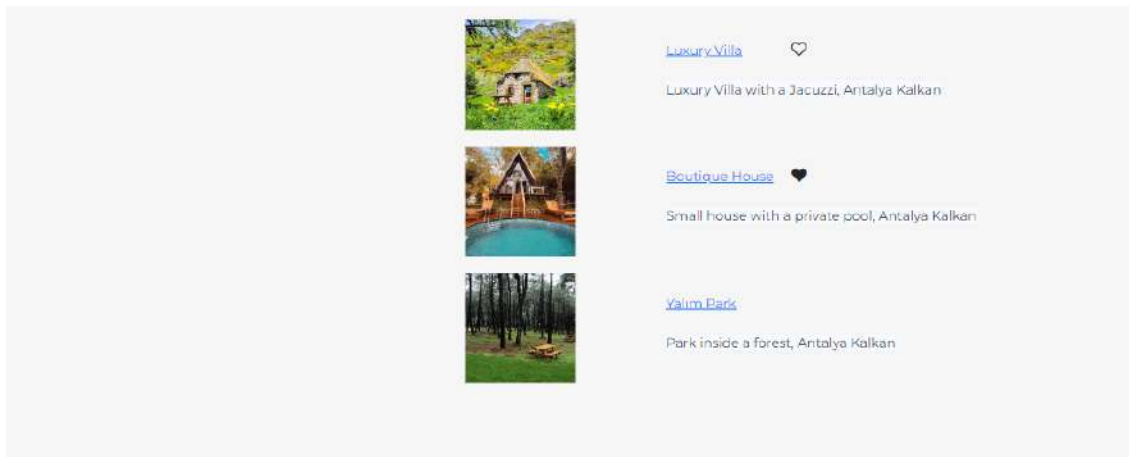 Luxury Villa
Luxury Villa with a Jacuzzi, Antalya Kalkan
Boutique House
Small house with a private pool, Antalya Kalkan
Yalım Park
Park inside a forest, Antalya Kalkan